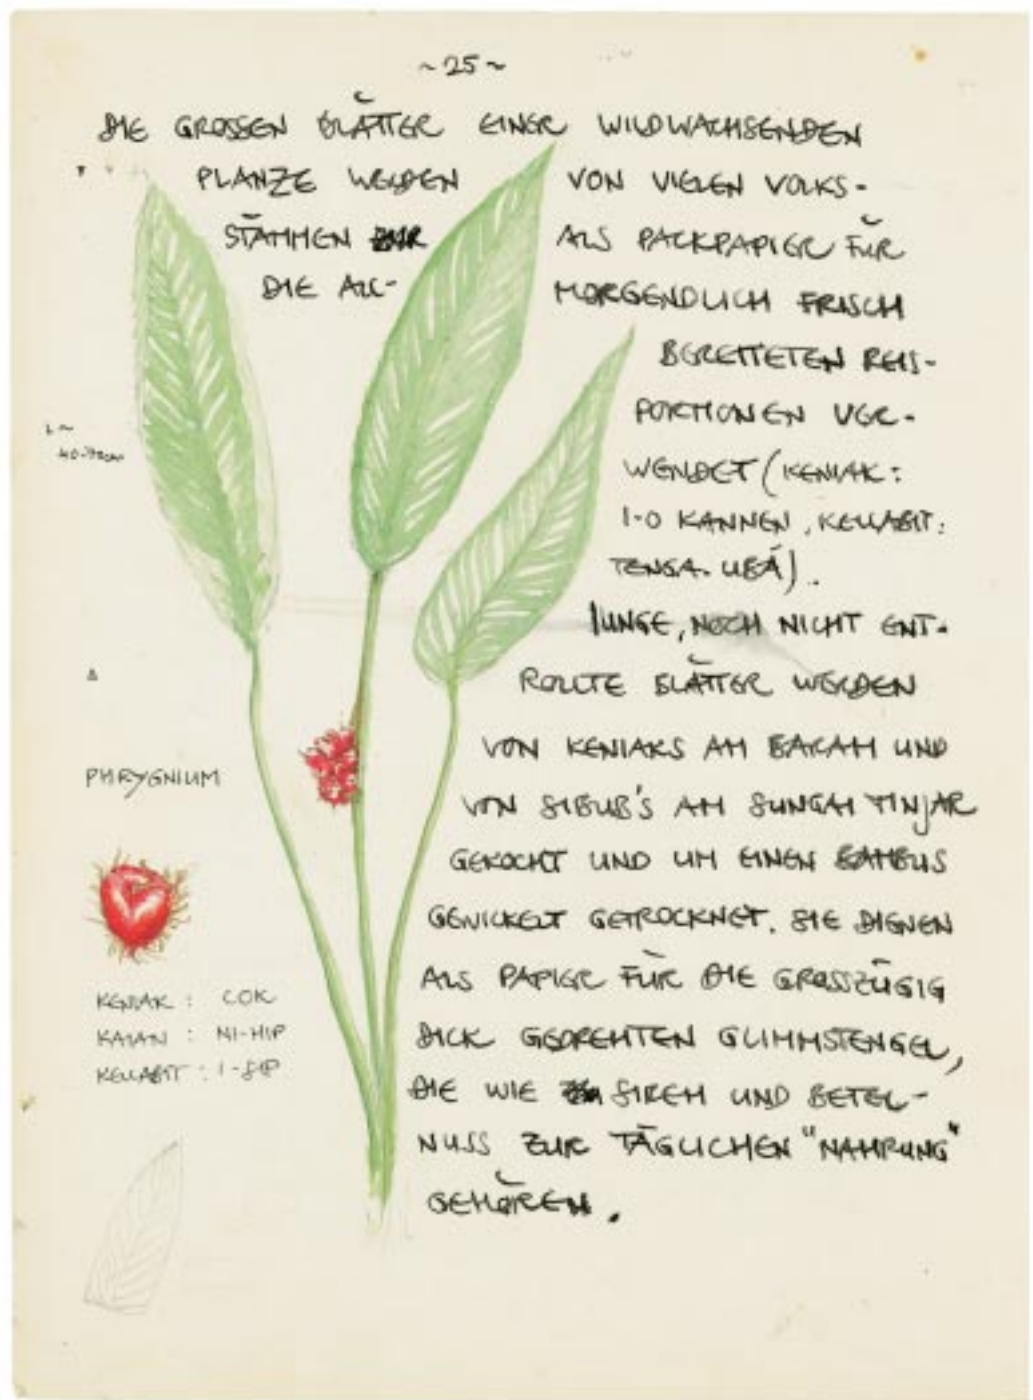 ~25~
DIE GROSSEN BLÄTTER EINER WILDWACHSENDEN
PLANZE WERDEN VON VIELEN VOLKS-
STÄMMEN ALS PACKPAPIER FÜR
DIE ALL- MORGENDLICH FRISCH
BEREITETEN REIS-
PORTIONEN VER-
WENDET (KENIAK:
I-O KANNEN, KELLABIT:
TENGA. UBÁ).
JUNGE, NOCH NICHT ENT-
ROLLTE BLÄTTER WERDEN
VON KENIAKS AM BARAM UND
VON SIBUB'S AM SUNGAI TINJAR
GEKOCHT UND UM EINEN BAMBUS
GEWICKELT GETROCKNET. SIE DIENEN
ALS PAPIER FÜR DIE GROSSZÜGIG
DICK GEDREHTEN GLIMMSTENGEL,
DIE WIE SIREH UND BETEL-
NUSS ZUR TÄGLICHEN "NAHRUNG"
GEHÖREN.
PHRYGNIUM
KENIAK: COK
KAIAN: NI-HIP
KELLABIT: I-SIP